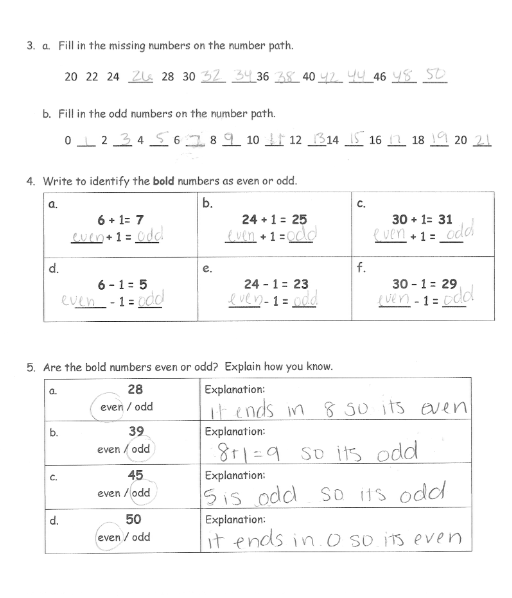 3. a. Fill in the missing numbers on the number path.
20 22 24 26 28 30 32 34 36 38 40 42 44 46 48 50
b. Fill in the odd numbers on the number path.
0 1 2 3 4 5 6 7 8 9 10 11 12 13 14 15 16 17 18 19 20 21
4. Write to identify the bold numbers as even or odd.
a. b. c.
6 + 1= 7 24 + 1 = 25 30 + 1= 31
even + 1 = odd even + 1 = odd even + 1 = odd
d. e. f.
6 - 1 = 5 24 - 1 = 23 30 - 1 = 29
even - 1 = odd even - 1 = odd even - 1 = odd
5. Are the bold numbers even or odd? Explain how you know.
a. 28 Explanation:
even / odd it ends in 8 so its even
b. 39 Explanation:
even / odd 8+1=9 so its odd
c. 45 Explanation:
even / odd 5 is odd so its odd
d. 50 Explanation:
even / odd it ends in 0 so its even